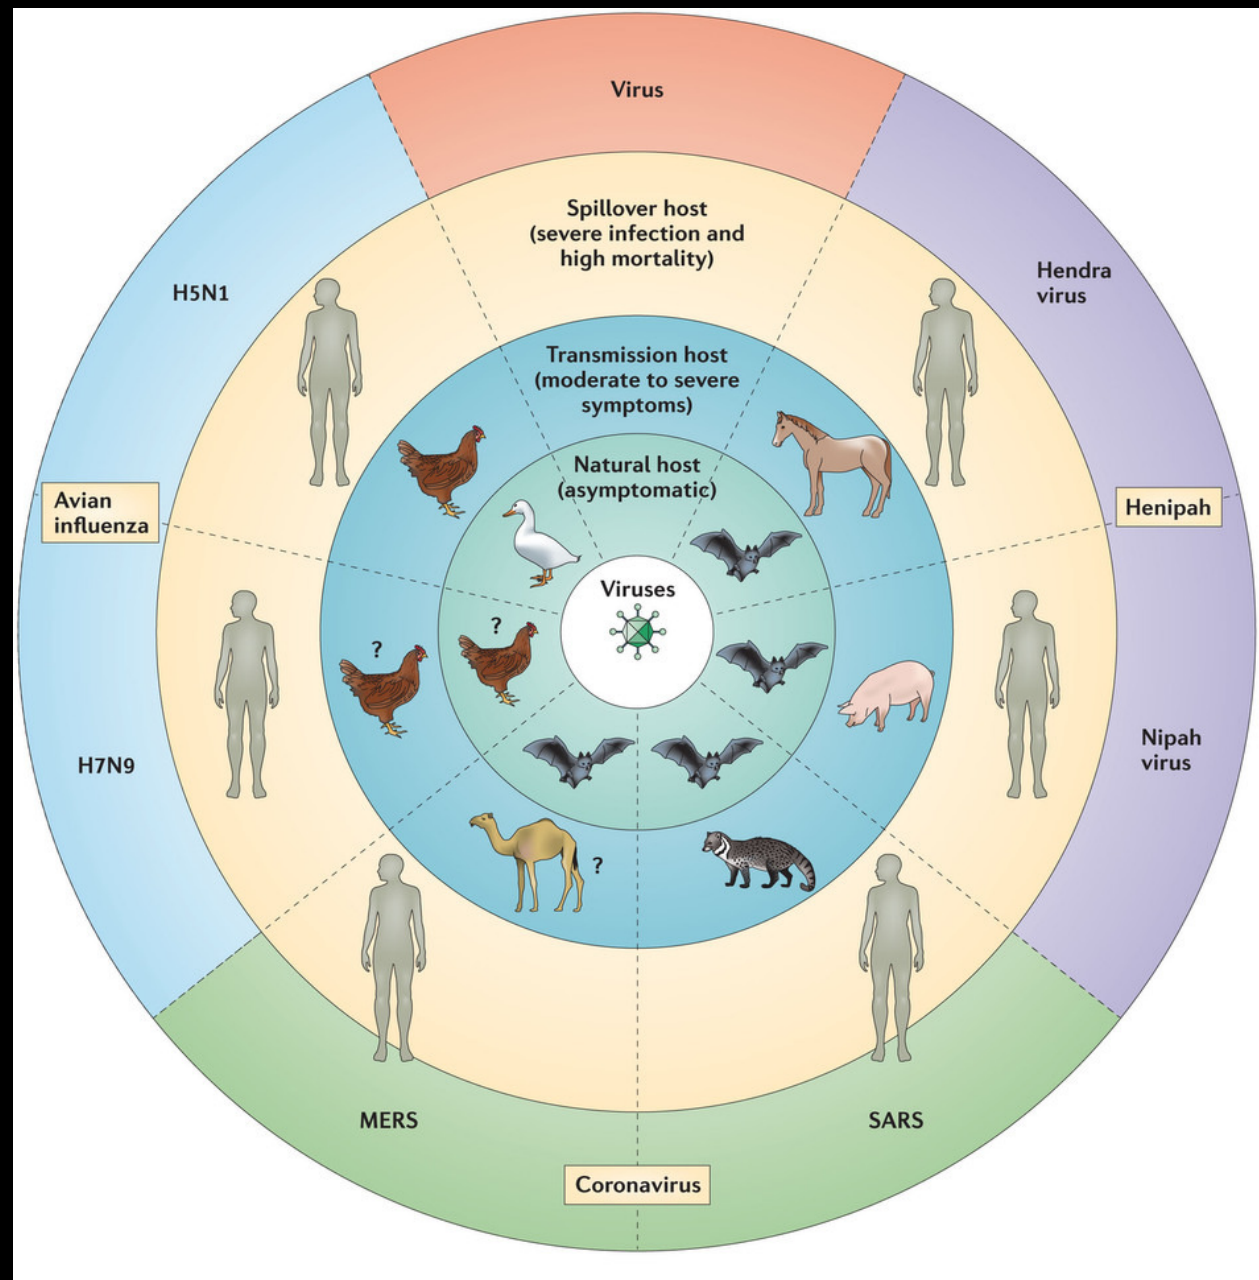 Virus
Spillover host
(severe infection and
high mortality)
Transmission host
(moderate to severe
symptoms)
Natural host
(asymptomatic)
Viruses
H5N1
Hendra
virus
Avian
influenza
Henipah
?
?
H7N9
Nipah
virus
?
MERS
SARS
Coronavirus